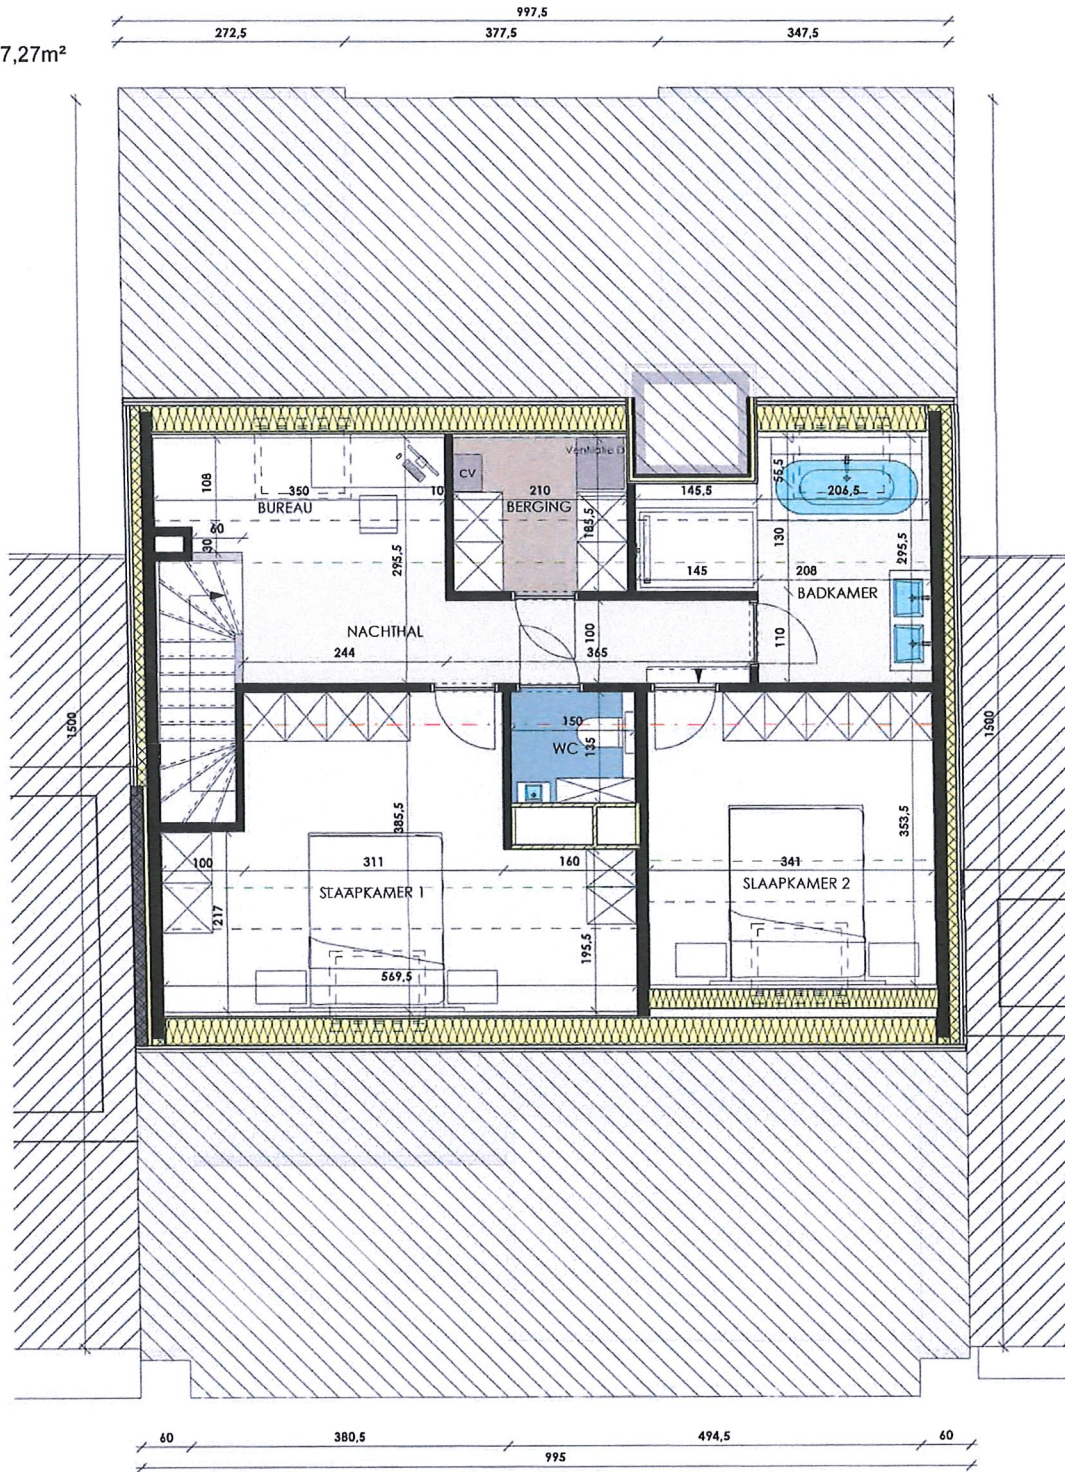 997,5
272,5 377,5 347,5
7,27m²
Ventilatie D
CV
108
350
10
210
BERGING
185,5
145,5
55,5
206,5
BUREAU
60
30
295,5
130
295,5
145
208
BADKAMER
NACHTHAL
100
110
244
365
1500
1500
150
WC
135
385,5
353,5
100
311
160
341
SLAAPKAMER 1
SLAAPKAMER 2
217
195,5
569,5
60 380,5 494,5 60
995